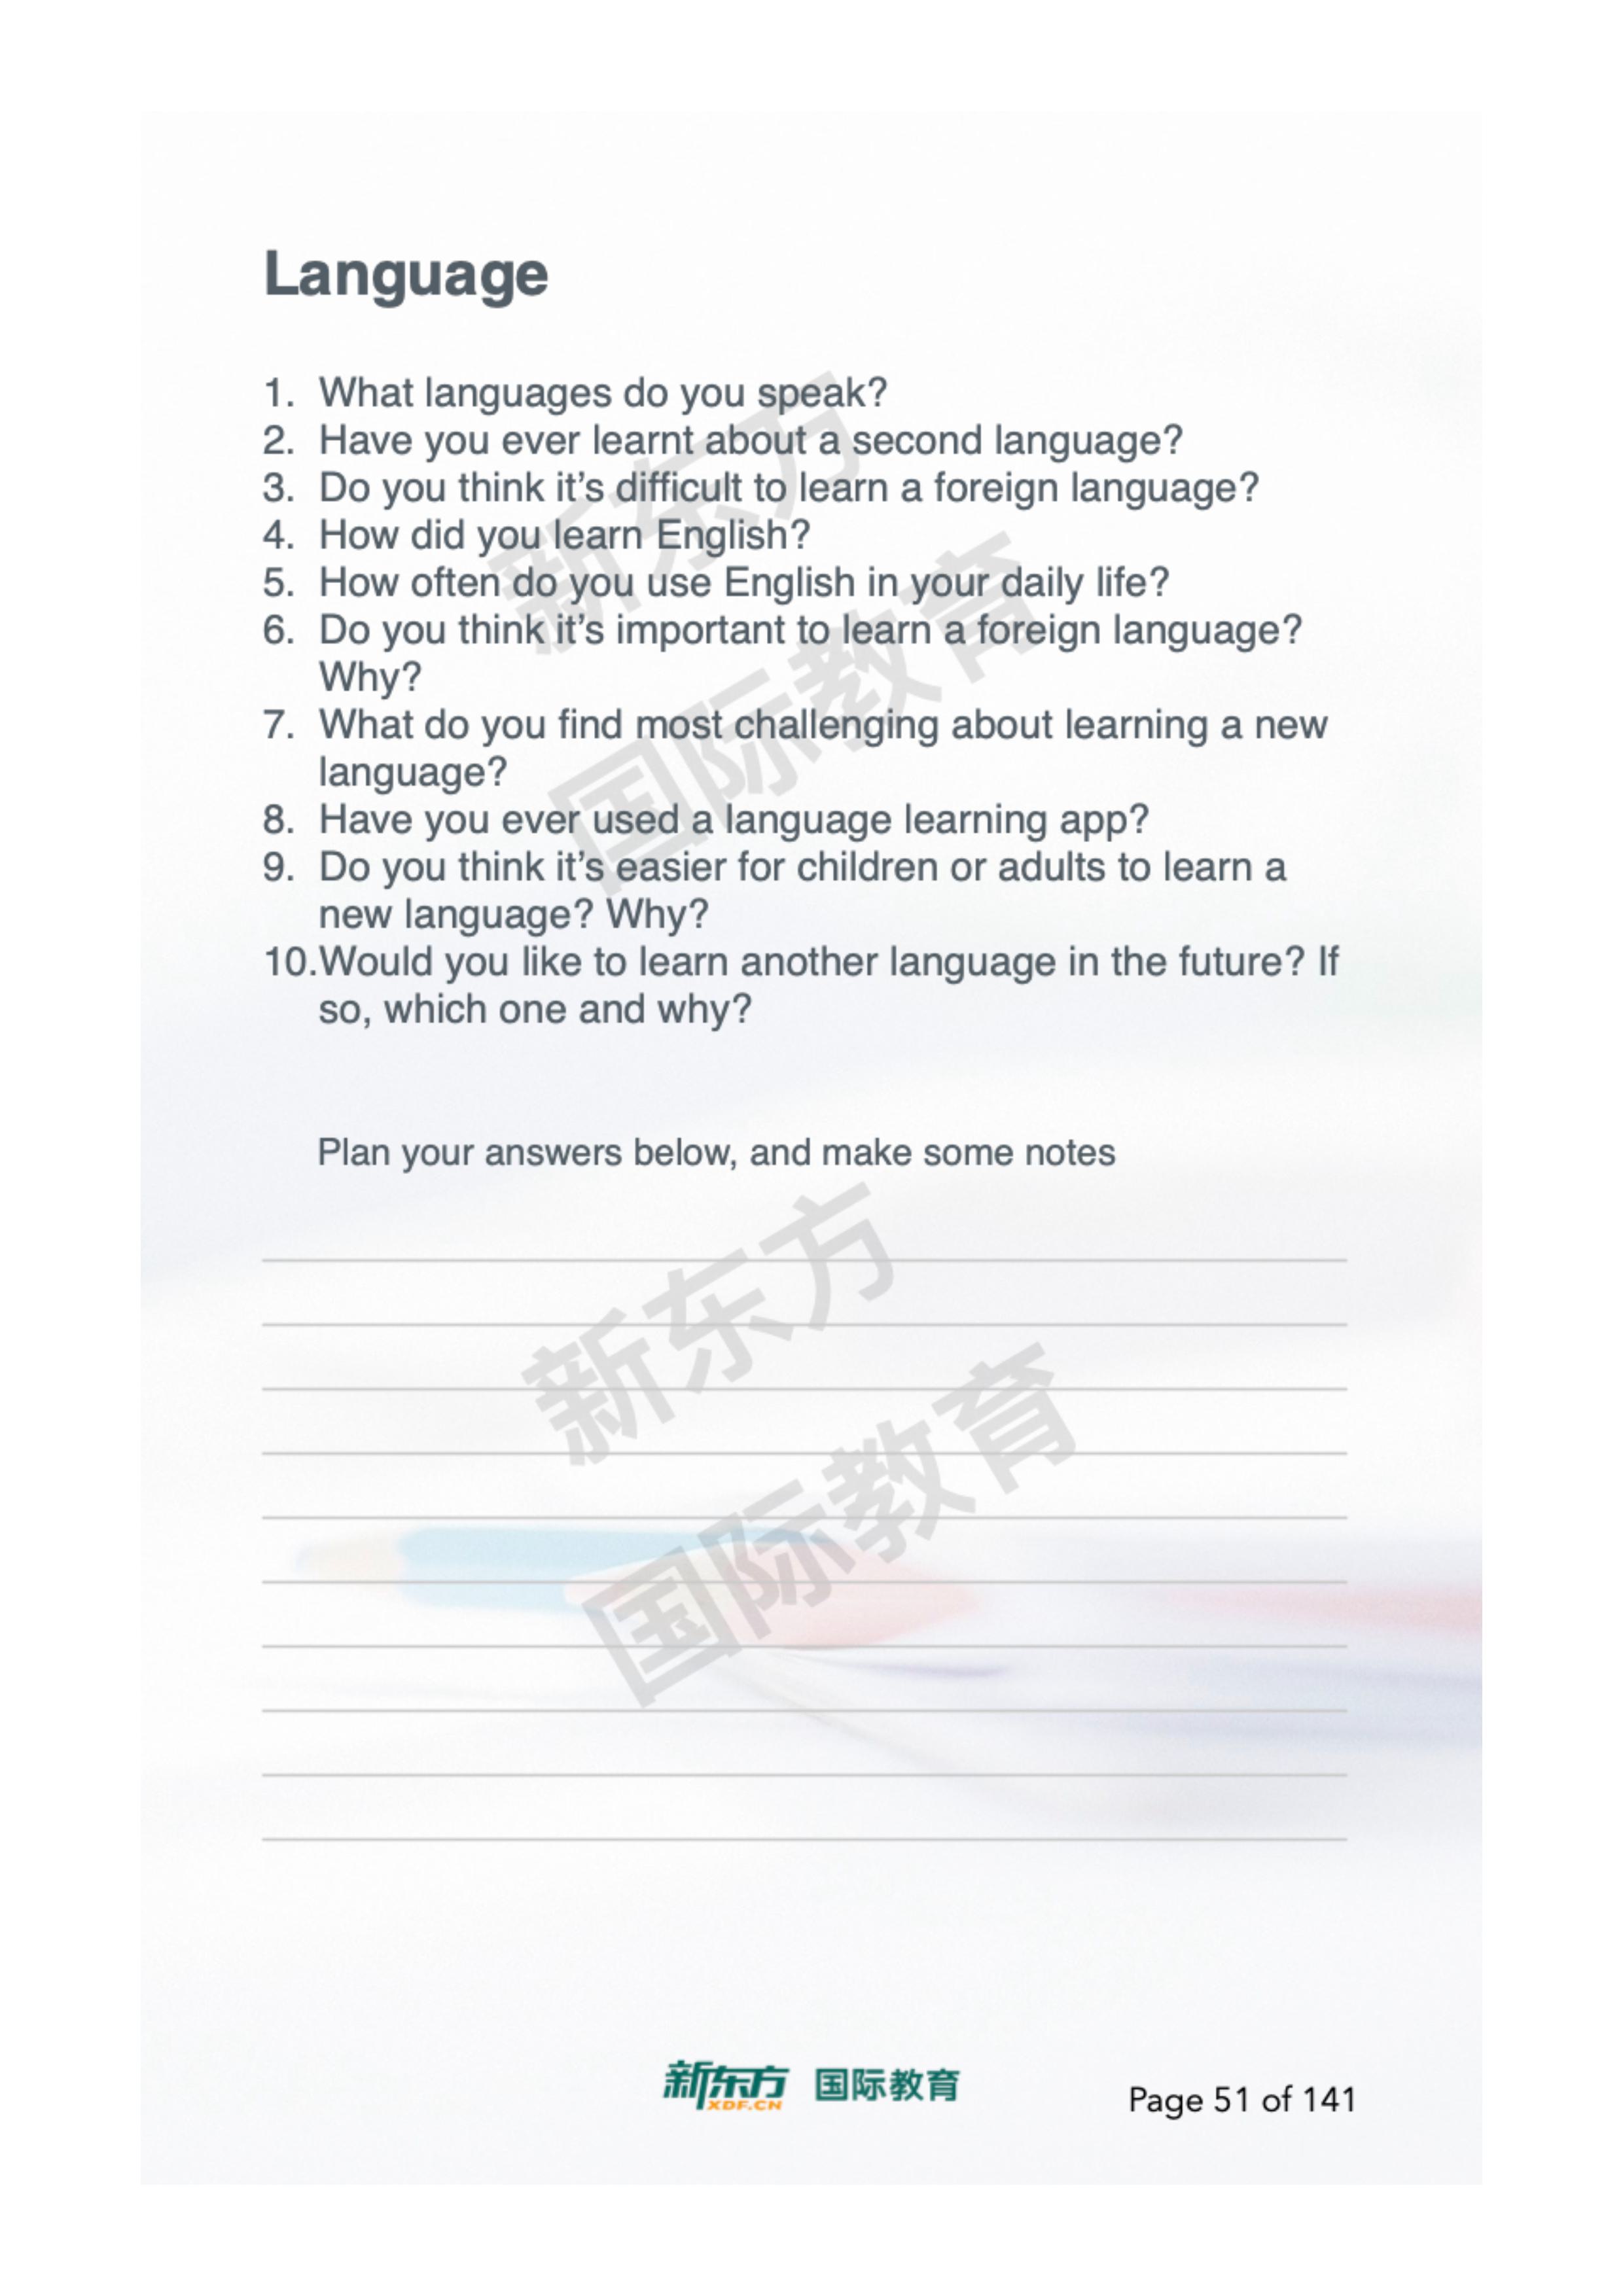 Language
1. What languages do you speak?
2. Have you ever learnt about a second language?
3. Do you think it's difficult to learn a foreign language?
4. How did you learn English?
5. How often do you use English in your daily life?
6. Do you think it's important to learn a foreign language?
Why?
7. What do you find most challenging about learning a new
language?
8. Have you ever used a language learning app?
9. Do you think it's easier for children or adults to learn a
new language? Why?
10.Would you like to learn another language in the future? If
so, which one and why?
新东方
国际教育
Plan your answers below, and make some notes
新东方
国际教育
新东方 国际教育
XDF.CN
Page 51 of 141